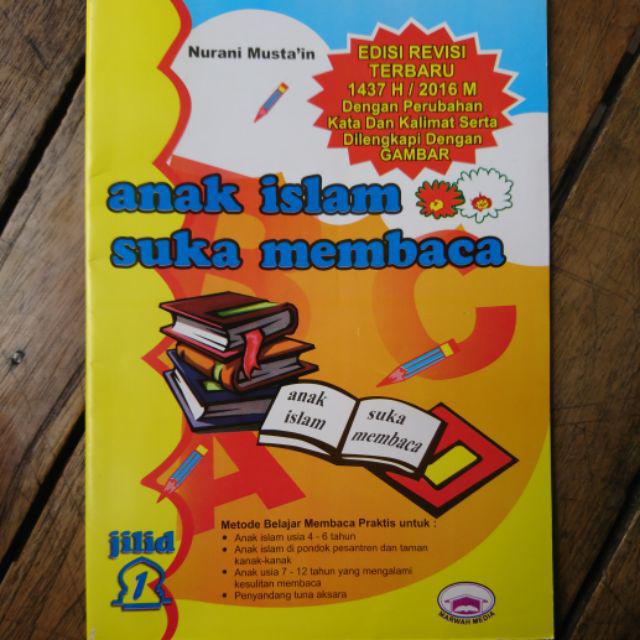 Nurani Musta'in
EDISI REVISI
TERBARU
1437 H / 2016 M
Dengan Perubahan
Kata Dan Kalimat Serta
Dilengkapi Dengan
GAMBAR
anak islam
suka membaca
A B C
anak
islam
suka
membaca
Metode Belajar Membaca Praktis untuk :
• Anak islam usia 4 - 6 tahun
• Anak islam di pondok pesantren dan taman
kanak-kanak
• Anak usia 7 - 12 tahun yang mengalami
kesulitan membaca
• Penyandang tuna aksara
jilid
1
MARWAH MEDIA